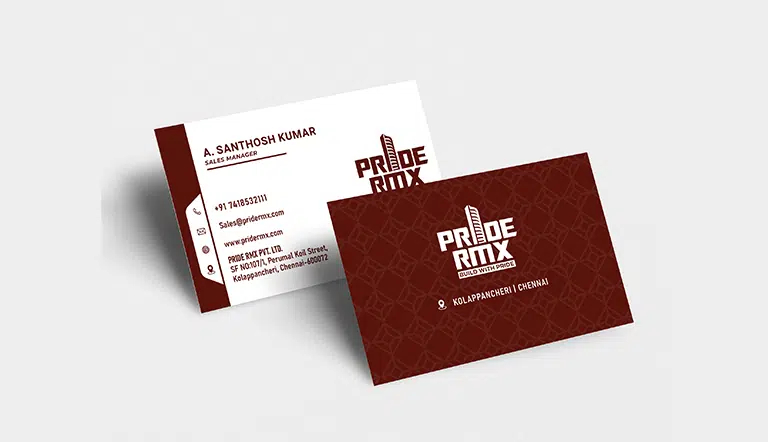 A. SANTHOSH KUMAR
SALES MANAGER
+91 7418532111
Sales@pridermx.com
www.pridermx.com
PRIDE RMX PVT. LTD.
SF NO:107/1, Perumal Koil Street,
Kolappancheri, Chennai-600072
PRIDE
RMX
PRIDE
RMX
BUILD WITH PRIDE
KOLAPPANCHERI | CHENNAI